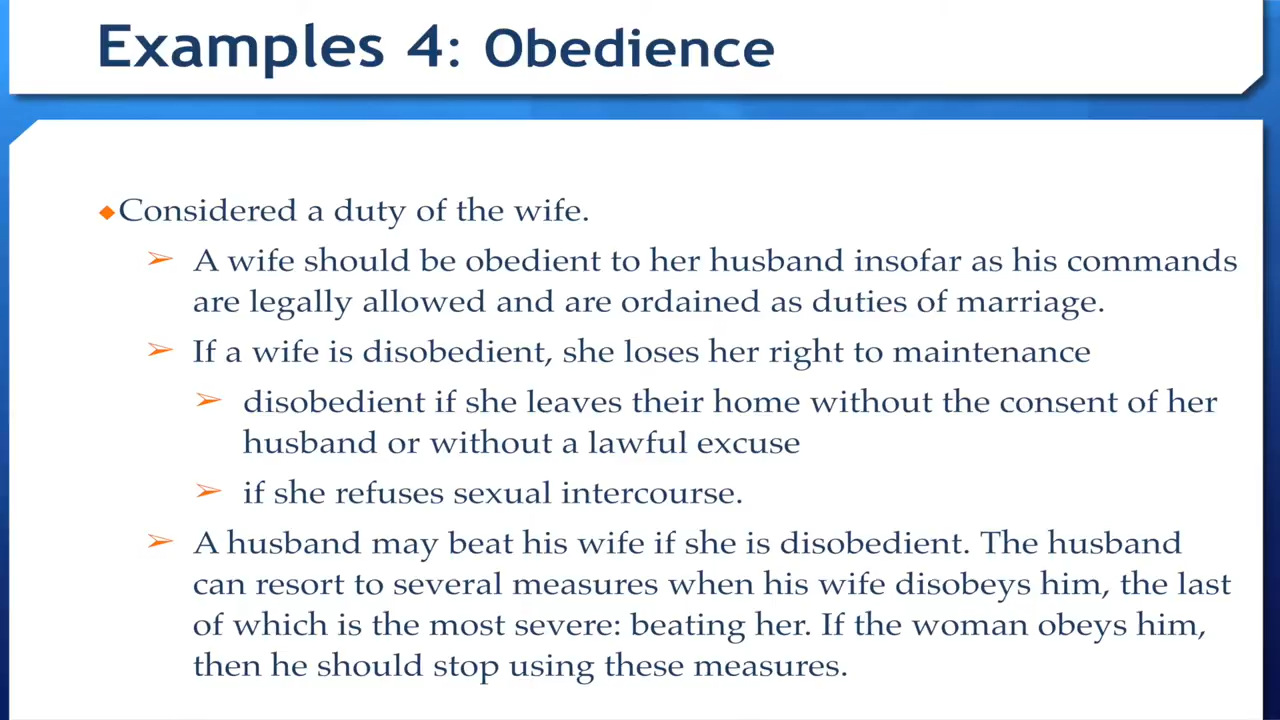 Examples 4: Obedience
◆Considered a duty of the wife.
➢ A wife should be obedient to her husband insofar as his commands
are legally allowed and are ordained as duties of marriage.
➢ If a wife is disobedient, she loses her right to maintenance
➢ disobedient if she leaves their home without the consent of her
husband or without a lawful excuse
➢ if she refuses sexual intercourse.
➢ A husband may beat his wife if she is disobedient. The husband
can resort to several measures when his wife disobeys him, the last
of which is the most severe: beating her. If the woman obeys him,
then he should stop using these measures.